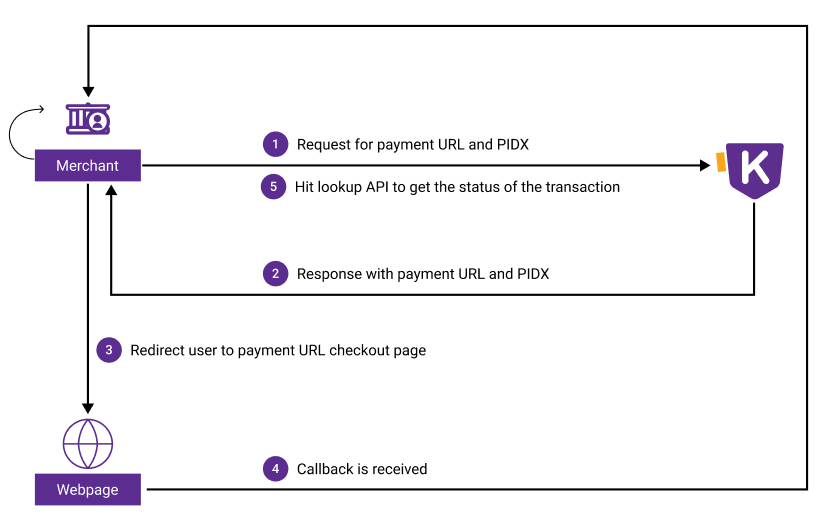 1 Request for payment URL and PIDX
Merchant
K
5 Hit lookup API to get the status of the transaction
2 Response with payment URL and PIDX
3 Redirect user to payment URL checkout page
4 Callback is received
Webpage